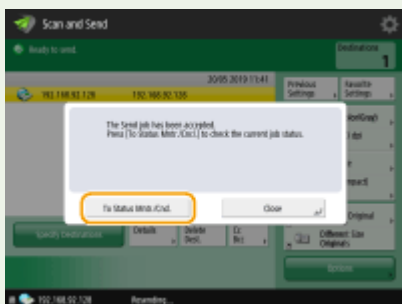 Scan and Send
Ready to send.
Destinations
1
20/05 2019 11:41
Previous
Settings
Favorite
Settings
192.168.92.128 192.168.92.128
The Send job has been accepted.
Press [To Status Mntr./Cncl.] to check the current job status.
To Status Mntr./Cncl.
Close
Specify Destinations
Details
Delete
Dest.
Cc
Bcc
Original
Different Size
Originals
Options
192.168.92.128